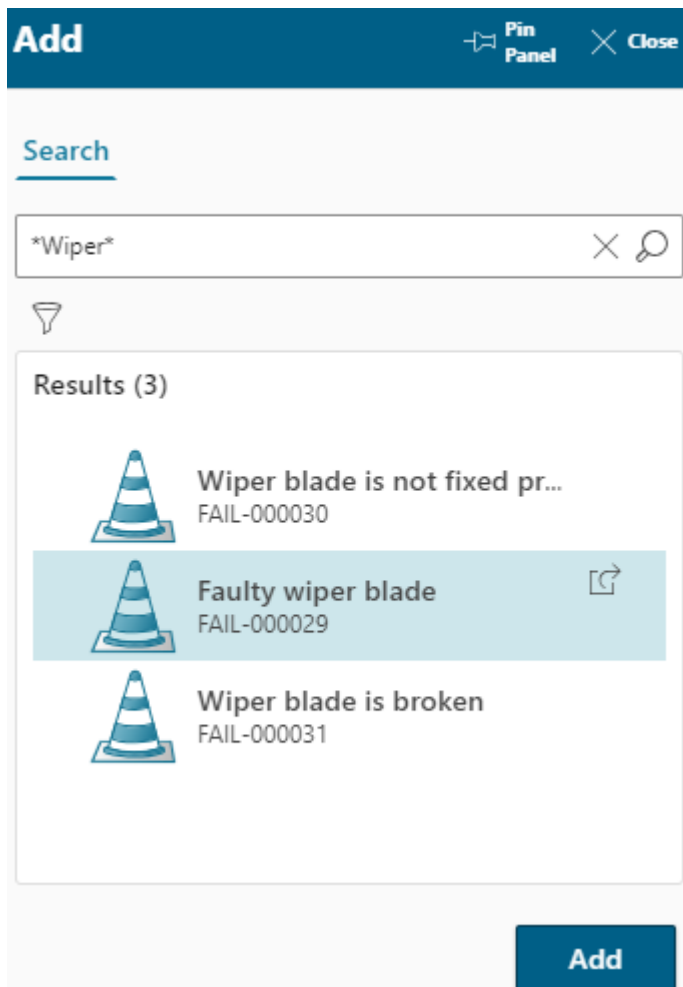 Add
Pin
Panel
Close
Search
*Wiper*
Results (3)
Wiper blade is not fixed pr...
FAIL-000030
Faulty wiper blade
FAIL-000029
Wiper blade is broken
FAIL-000031
Add